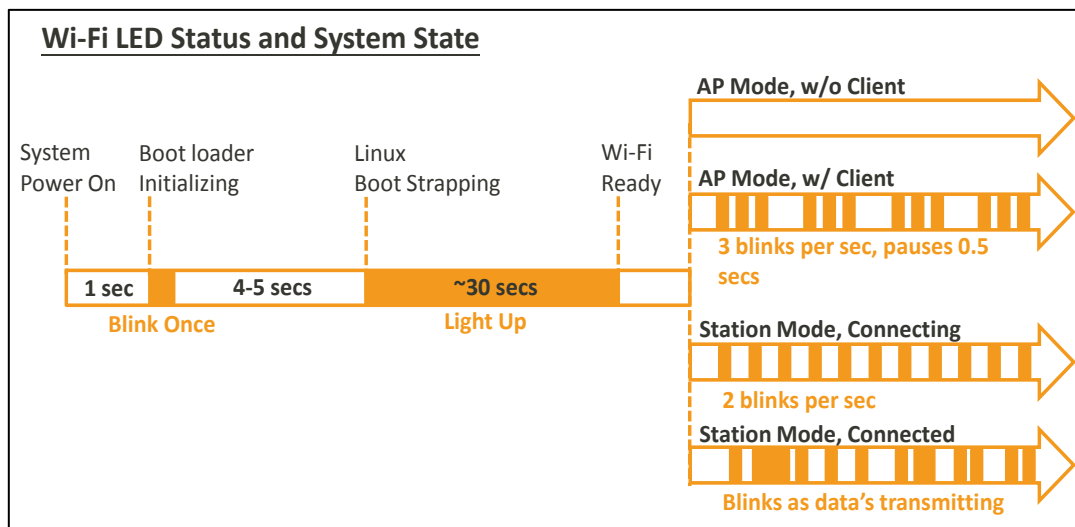 Wi-Fi LED Status and System State
System
Power On
Boot loader
Initializing
Linux
Boot Strapping
Wi-Fi
Ready
1 sec
4-5 secs
~30 secs
Blink Once
Light Up
AP Mode, w/o Client
AP Mode, w/ Client
3 blinks per sec, pauses 0.5
secs
Station Mode, Connecting
2 blinks per sec
Station Mode, Connected
Blinks as data's transmitting